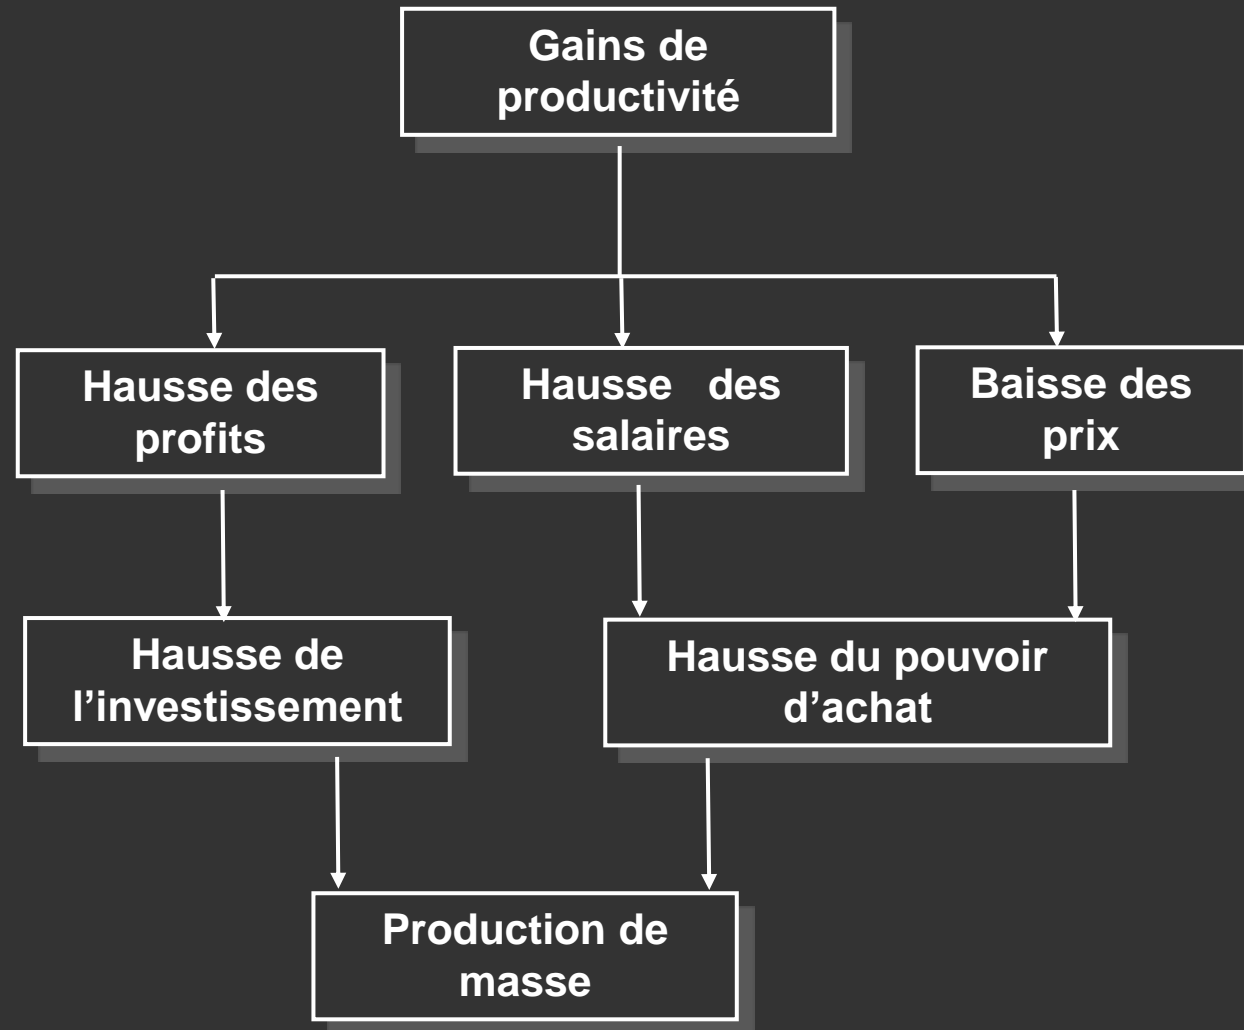 Gains de
productivité
Hausse des
profits
Hausse des
salaires
Baisse des
prix
Hausse de
l’investissement
Hausse du pouvoir
d’achat
Production de
masse